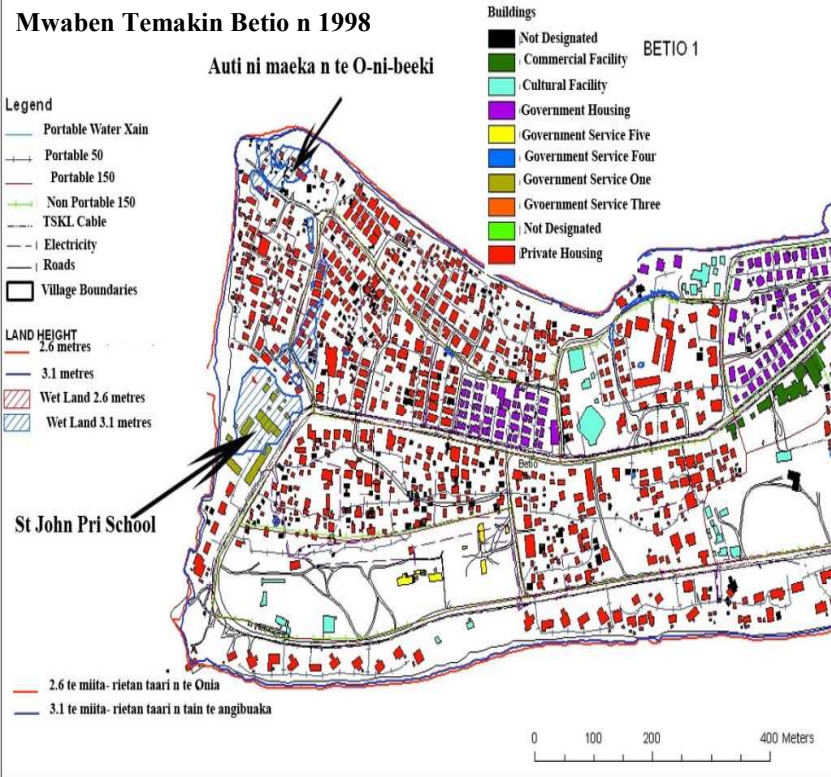 Mwaben Temakin Betio n 1998
Auti ni maeka n te O-ni-beeki
Buildings
Not Designated
Commercial Facility
Cultural Facility
Government Housing
Government Service Five
Government Service Four
Government Service One
Gvoernment Service Three
Not Designated
Private Housing
BETIO 1
Legend
Portable Water Xain
Portable 50
Portable 150
Non Portable 150
TSKL Cable
Electricity
Roads
Village Boundaries
LAND HEIGHT
2.6 metres
3.1 metres
Wet Land 2.6 metres
Wet Land 3.1 metres
Betio
St John Pri School
2.6 te miita- rietan taari n te Onia
3.1 te miita- rietan taari n tain te angibuaka
0 100 200 400 Meters